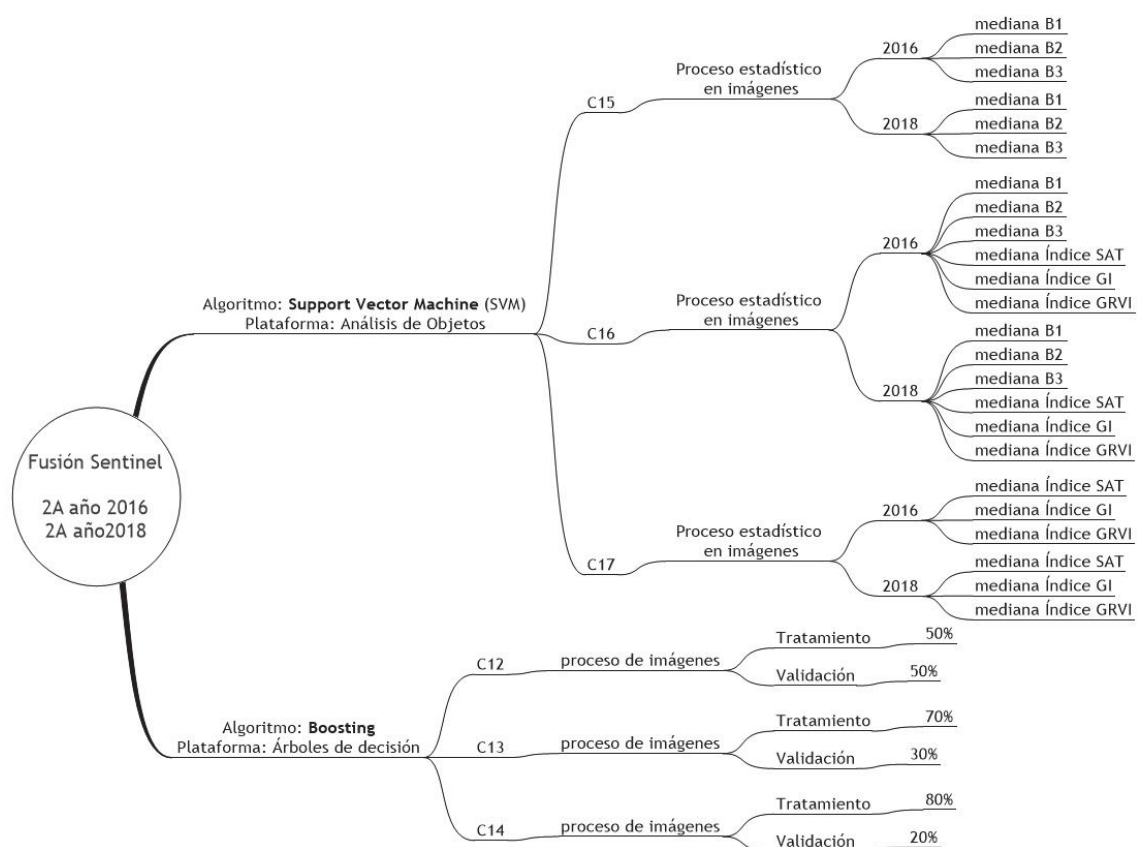 Fusión Sentinel
2A año 2016
2A año2018
Algoritmo: Support Vector Machine (SVM)
Plataforma: Análisis de Objetos
C15
Proceso estadístico
en imágenes
2016
mediana B1
mediana B2
mediana B3
2018
mediana B1
mediana B2
mediana B3
C16
Proceso estadístico
en imágenes
2016
mediana B1
mediana B2
mediana B3
mediana Índice SAT
mediana Índice GI
mediana Índice GRVI
2018
mediana B1
mediana B2
mediana B3
mediana Índice SAT
mediana Índice GI
mediana Índice GRVI
C17
Proceso estadístico
en imágenes
2016
mediana Índice SAT
mediana Índice GI
mediana Índice GRVI
2018
mediana Índice SAT
mediana Índice GI
mediana Índice GRVI
Algoritmo: Boosting
Plataforma: Árboles de decisión
C12
proceso de imágenes
Tratamiento 50%
Validación 50%
C13
proceso de imágenes
Tratamiento 70%
Validación 30%
C14
proceso de imágenes
Tratamiento 80%
Validación 20%